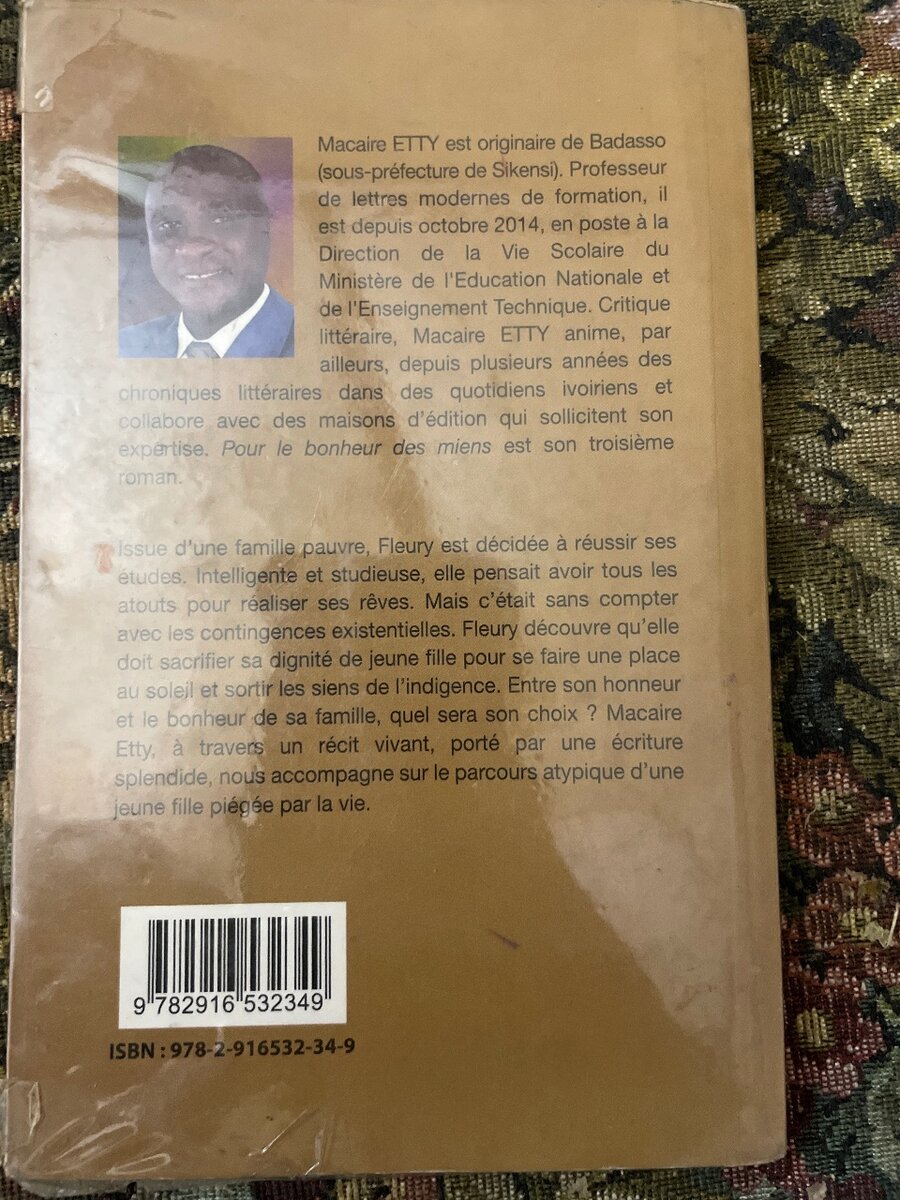 Macaire ETTY est originaire de Badasso
(sous-préfecture de Sikensi). Professeur
de lettres modernes de formation, il
est depuis octobre 2014, en poste à la
Direction de la Vie Scolaire du
Ministère de l'Education Nationale et
de l'Enseignement Technique. Critique
littéraire, Macaire ETTY anime, par
ailleurs, depuis plusieurs années des
chroniques littéraires dans des quotidiens ivoiriens et
collabore avec des maisons d'édition qui sollicitent son
expertise. Pour le bonheur des miens est son troisième
roman.
Issue d'une famille pauvre, Fleury est décidée à réussir ses
études. Intelligente et studieuse, elle pensait avoir tous les
atouts pour réaliser ses rêves. Mais c'était sans compter
avec les contingences existentielles. Fleury découvre qu'elle
doit sacrifier sa dignité de jeune fille pour se faire une place
au soleil et sortir les siens de l'indigence. Entre son honneur
et le bonheur de sa famille, quel sera son choix ? Macaire
Etty, à travers un récit vivant, porté par une écriture
splendide, nous accompagne sur le parcours atypique d'une
jeune fille piégée par la vie.
9 782916 532349
ISBN : 978-2-916532-34-9